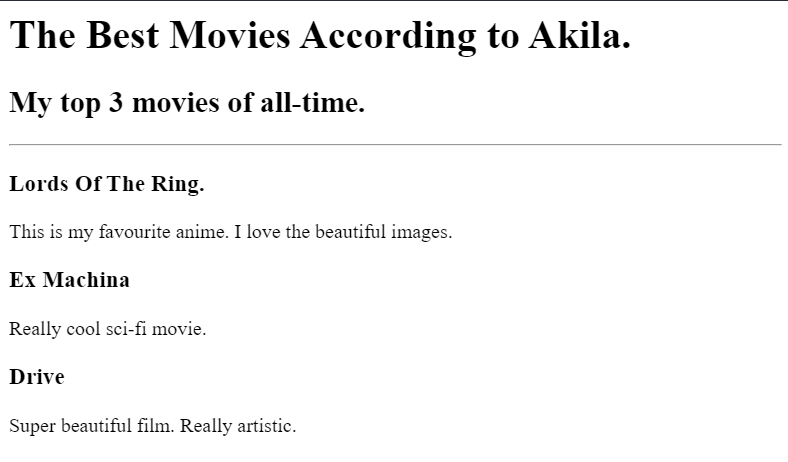 The Best Movies According to Akila.
My top 3 movies of all-time.
Lords Of The Ring.
This is my favourite anime. I love the beautiful images.
Ex Machina
Really cool sci-fi movie.
Drive
Super beautiful film. Really artistic.